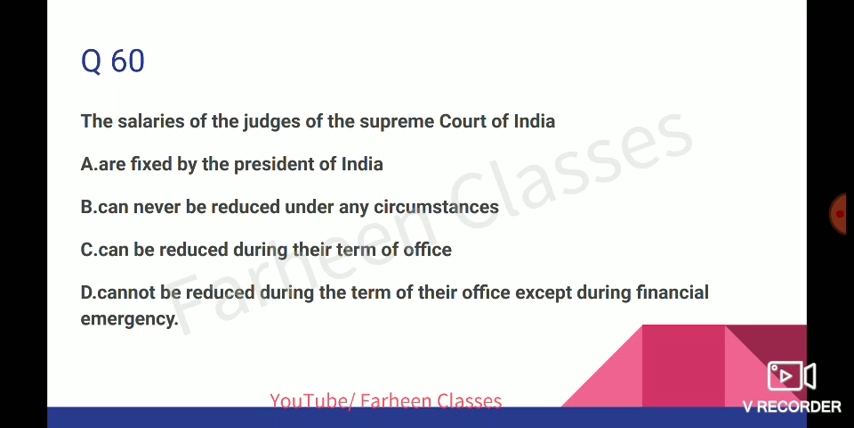 Q 60
The salaries of the judges of the supreme Court of India
A.are fixed by the president of India
B.can never be reduced under any circumstances
C.can be reduced during their term of office
D.cannot be reduced during the term of their office except during financial
emergency.
Farheen Classes
YouTube/ Farheen Classes
V RECORDER